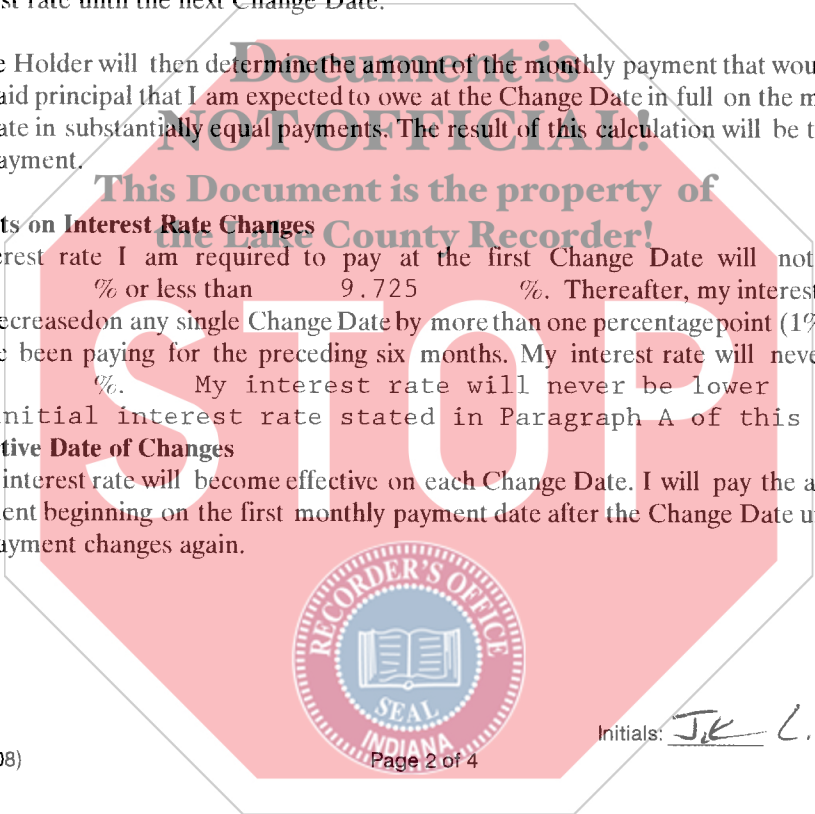 st rate until the next Change Date.
Document is
e Holder will then determine the amount of the monthly payment that wou
aid principal that I am expected to owe at the Change Date in full on the m
NOT OFFICIAL!
ate in substantially equal payments. The result of this calculation will be t
ayment.
This Document is the property of
ts on Interest Rate Changes
the Lake County Recorder!
erest rate I am required to pay at the first Change Date will not
% or less than 9.725 %. Thereafter, my interest
ecreased on any single Change Date by more than one percentage point (1%
e been paying for the preceding six months. My interest rate will neve
%. My interest rate will never be lower
nitial interest rate stated in Paragraph A of this
STOP
tive Date of Changes
interest rate will become effective on each Change Date. I will pay the a
ent beginning on the first monthly payment date after the Change Date u
ayment changes again.
RECORDER'S OFFICE
SEAL
INDIANA
Initials: JK L.
08)
Page 2 of 4